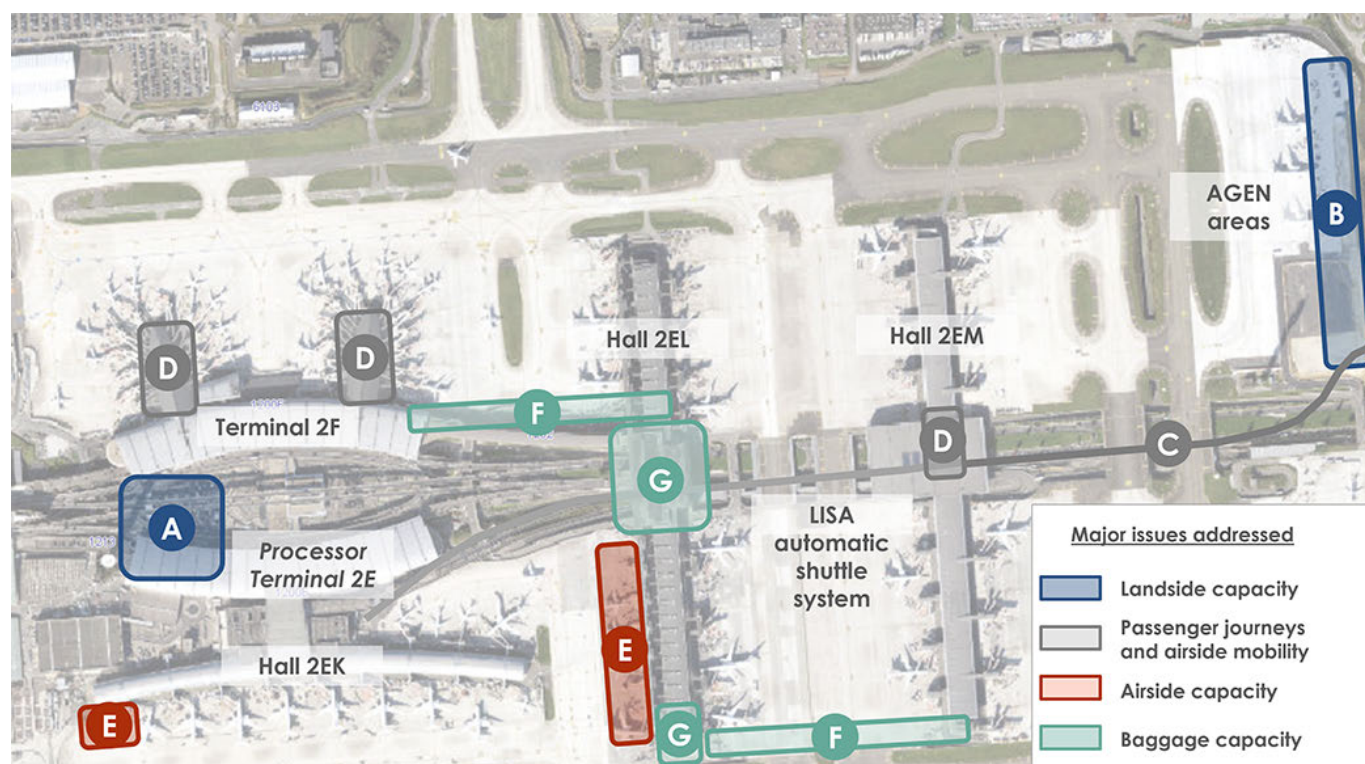 6103
AGEN
areas
B
Hall 2EL
Hall 2EM
D
D
F
Terminal 2F
D
C
G
A
Processor
Terminal 2E
LISA
automatic
shuttle
system
Major issues addressed
Landside capacity
Passenger journeys
and airside mobility
Airside capacity
Baggage capacity
Hall 2EK
E
E
G
F